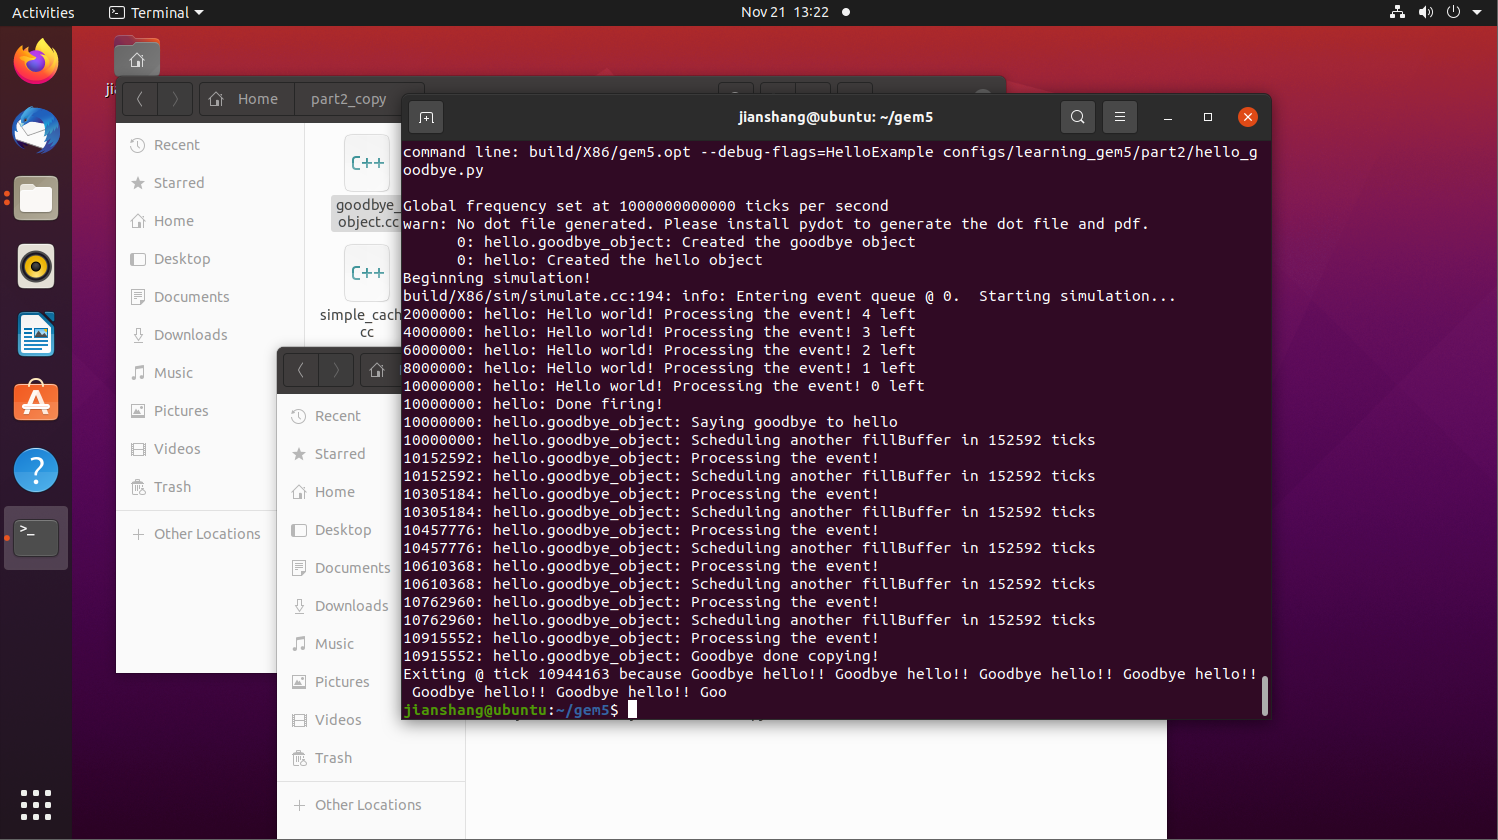 Activities
Terminal
Nov 21 13:22
Home
part2_copy
Recent
Starred
Home
Desktop
Documents
Downloads
Music
Pictures
Videos
Trash
Other Locations
C++
goodbye_
object.cc
C++
simple_cach
cc
Recent
Starred
Home
Desktop
Documents
Downloads
Music
Pictures
Videos
Trash
Other Locations
jianshang@ubuntu: ~/gem5
command line: build/X86/gem5.opt --debug-flags=HelloExample configs/learning_gem5/part2/hello_g
oodbye.py
Global frequency set at 1000000000000 ticks per second
warn: No dot file generated. Please install pydot to generate the dot file and pdf.
0: hello.goodbye_object: Created the goodbye object
0: hello: Created the hello object
Beginning simulation!
build/X86/sim/simulate.cc:194: info: Entering event queue @ 0.  Starting simulation...
2000000: hello: Hello world! Processing the event! 4 left
4000000: hello: Hello world! Processing the event! 3 left
6000000: hello: Hello world! Processing the event! 2 left
8000000: hello: Hello world! Processing the event! 1 left
10000000: hello: Hello world! Processing the event! 0 left
10000000: hello: Done firing!
10000000: hello.goodbye_object: Saying goodbye to hello
10000000: hello.goodbye_object: Scheduling another fillBuffer in 152592 ticks
10152592: hello.goodbye_object: Processing the event!
10152592: hello.goodbye_object: Scheduling another fillBuffer in 152592 ticks
10305184: hello.goodbye_object: Processing the event!
10305184: hello.goodbye_object: Scheduling another fillBuffer in 152592 ticks
10457776: hello.goodbye_object: Processing the event!
10457776: hello.goodbye_object: Scheduling another fillBuffer in 152592 ticks
10610368: hello.goodbye_object: Processing the event!
10610368: hello.goodbye_object: Scheduling another fillBuffer in 152592 ticks
10762960: hello.goodbye_object: Processing the event!
10762960: hello.goodbye_object: Scheduling another fillBuffer in 152592 ticks
10915552: hello.goodbye_object: Processing the event!
10915552: hello.goodbye_object: Goodbye done copying!
Exiting @ tick 10944163 because Goodbye hello!! Goodbye hello!! Goodbye hello!! Goodbye hello!!
Goodbye hello!! Goodbye hello!! Goo
jianshang@ubuntu:~/gem5$